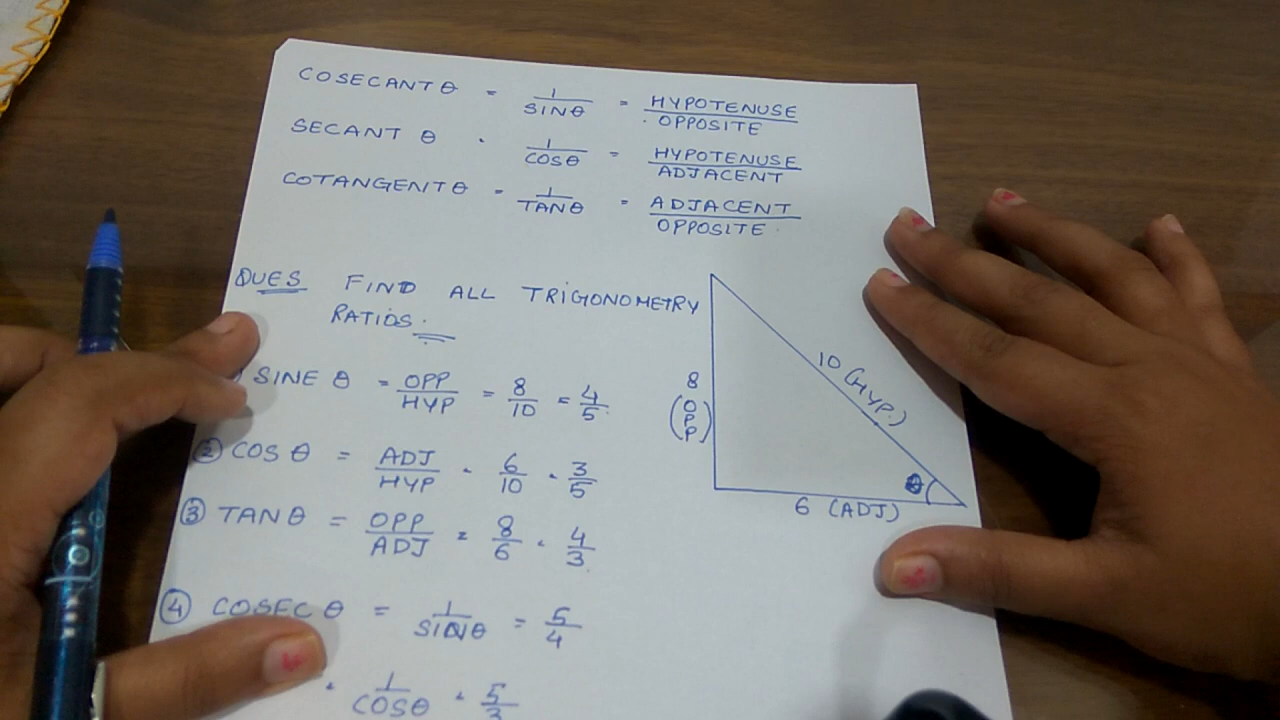 COSECANT θ = 1/SINθ = HYPOTENUSE/OPPOSITE
SECANT θ = 1/COSθ = HYPOTENUSE/ADJACENT
COTANGENT θ = 1/TANθ = ADJACENT/OPPOSITE
QUES FIND ALL TRIGONOMETRY
RATIOS.
SINE θ = OPP/HYP = 8/10 = 4/5
② COS θ = ADJ/HYP = 6/10 = 3/5
③ TAN θ = OPP/ADJ = 8/6 = 4/3
④ COSEC θ = 1/SINθ = 5/4
= 1/COSθ = 5/3
10 (HYP.)
8
(OPP)
θ
6 (ADJ)